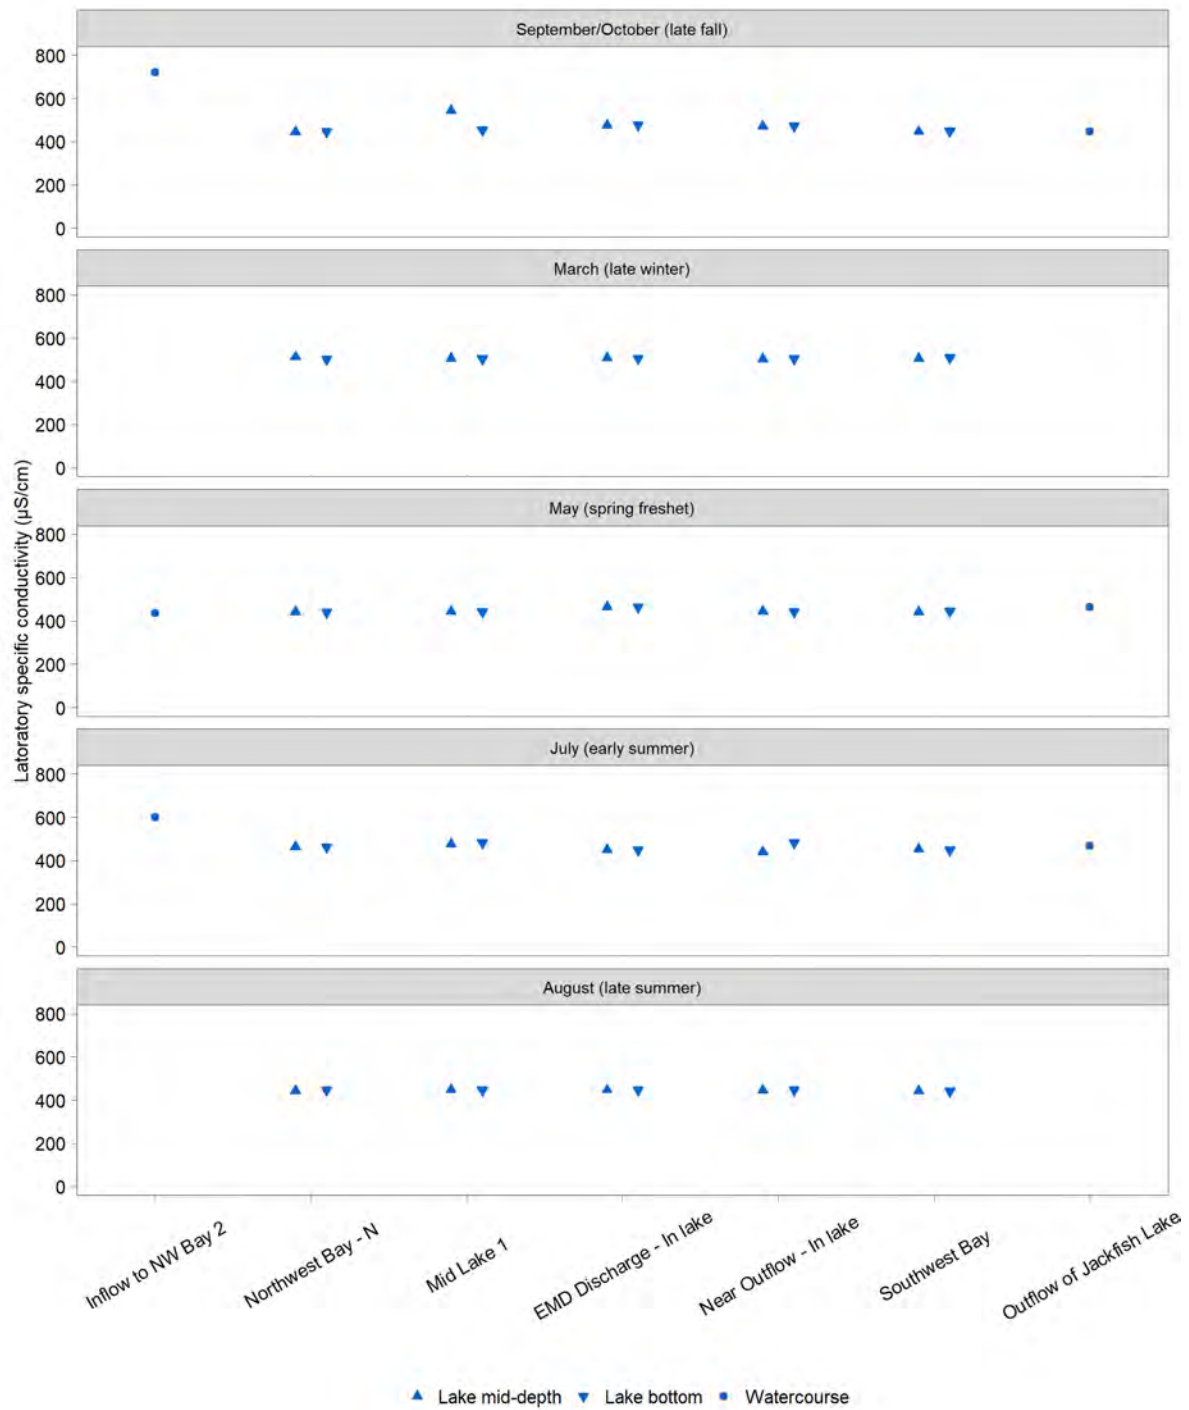 September/October (late fall)
800
600
400
200
0
March (late winter)
800
600
400
200
0
May (spring freshet)
800
600
400
200
0
July (early summer)
800
600
400
200
0
August (late summer)
800
600
400
200
0
Latoratory specific conductivity (µS/cm)
Inflow to NW Bay 2
Northwest Bay - N
Mid Lake 1
EMD Discharge - In lake
Near Outflow - In lake
Southwest Bay
Outflow of Jackfish Lake
Lake mid-depth Lake bottom Watercourse